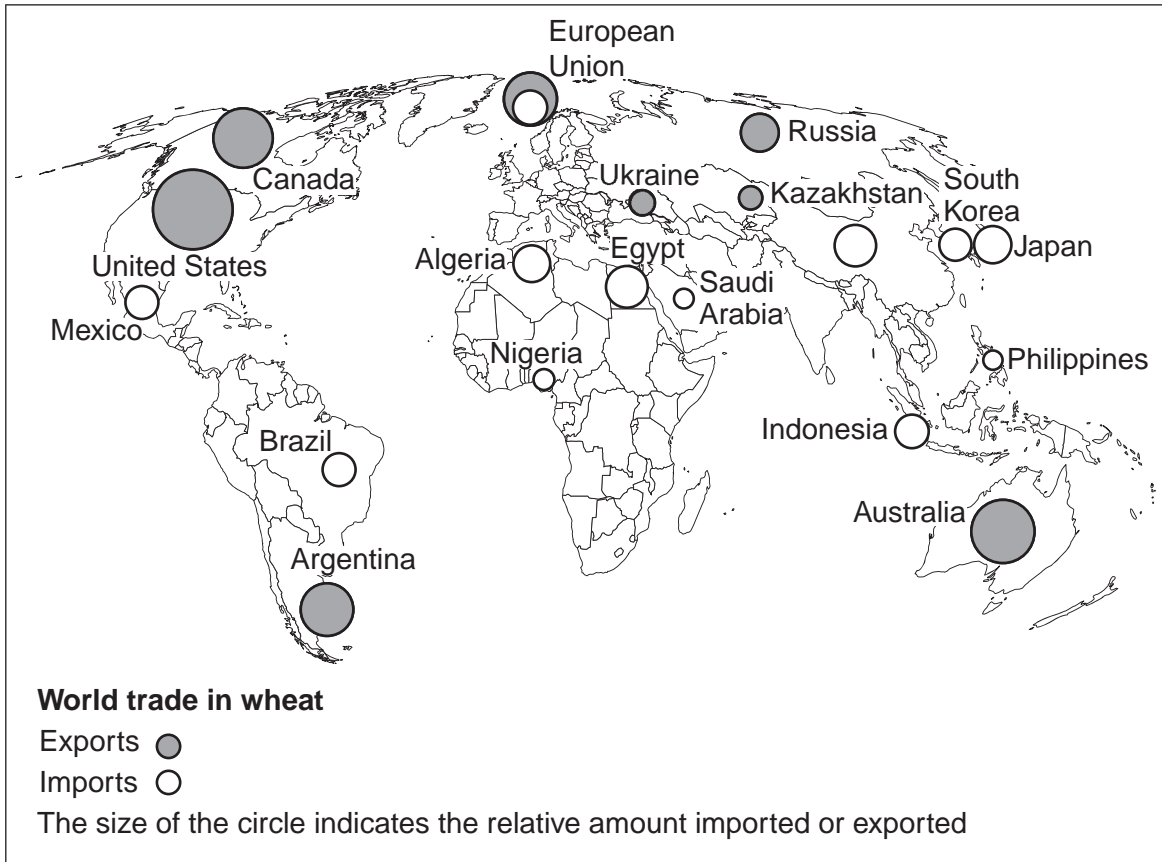 European
Union
Russia
Canada
Ukraine
Kazakhstan
South
Korea
Japan
United States
Algeria
Egypt
Saudi
Arabia
Mexico
Nigeria
Philippines
Brazil
Indonesia
Australia
Argentina
World trade in wheat
Exports
Imports
The size of the circle indicates the relative amount imported or exported